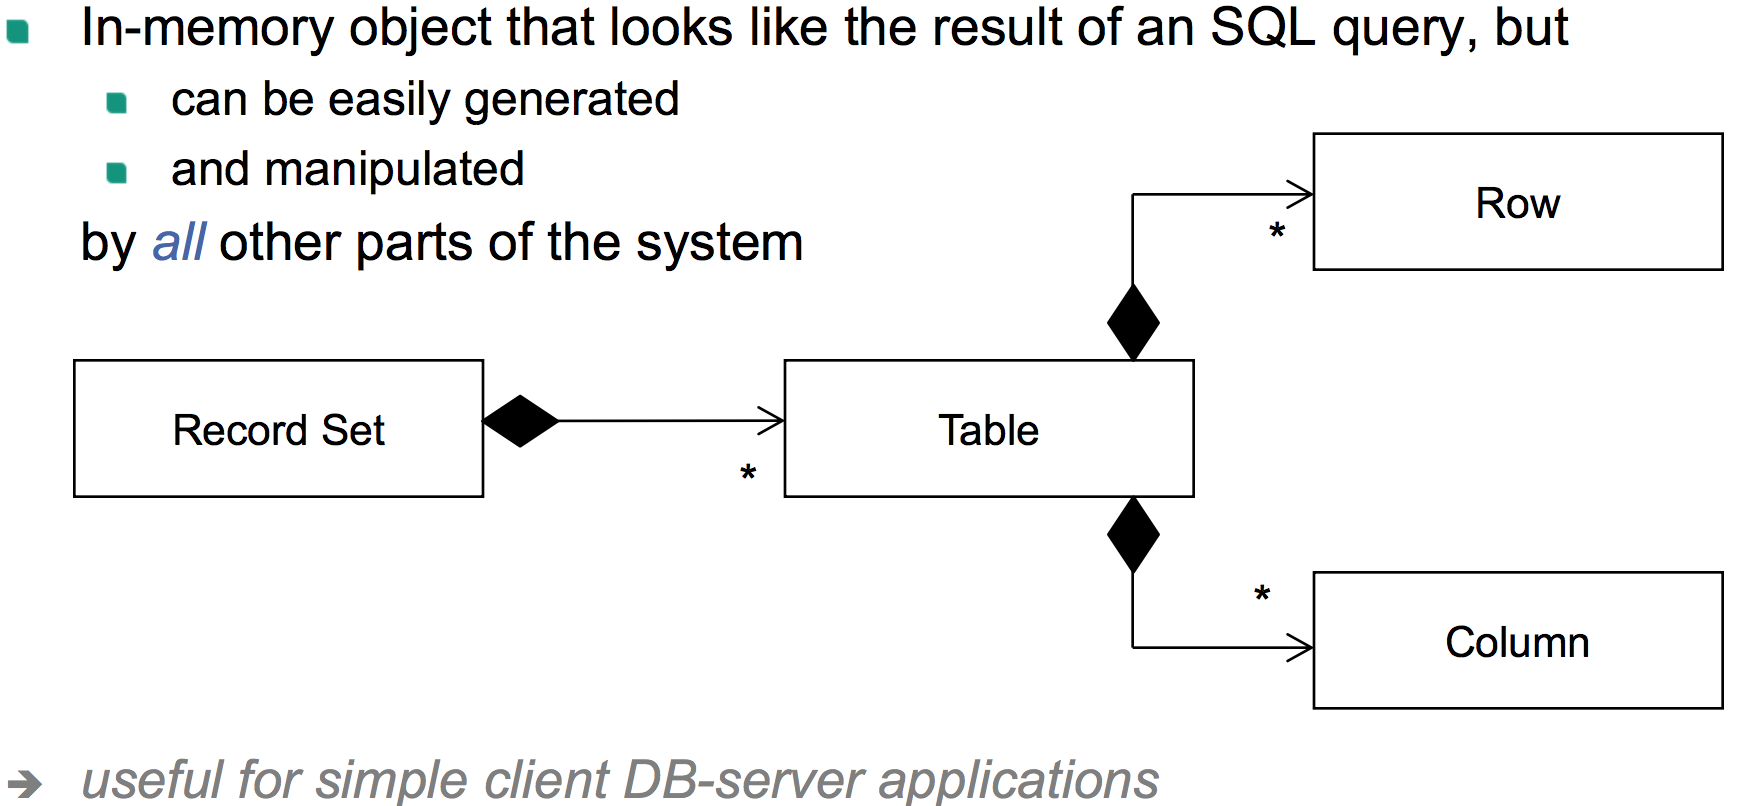 In-memory object that looks like the result of an SQL query, but
can be easily generated
and manipulated
by all other parts of the system
Row
*
Record Set
Table
*
*
Column
➔ useful for simple client DB-server applications